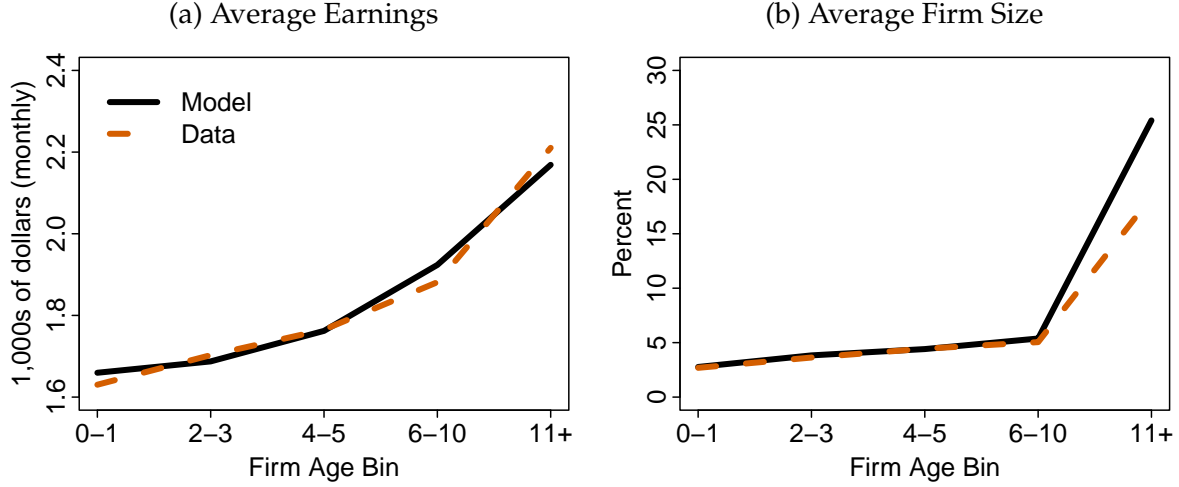 (a) Average Earnings
1,000s of dollars (monthly)
2.4
2.2
2.0
1.8
1.6
Model
Data
0–1
2–3
4–5
6–10
11+
Firm Age Bin
(b) Average Firm Size
Percent
30
25
20
15
10
5
0
0–1
2–3
4–5
6–10
11+
Firm Age Bin